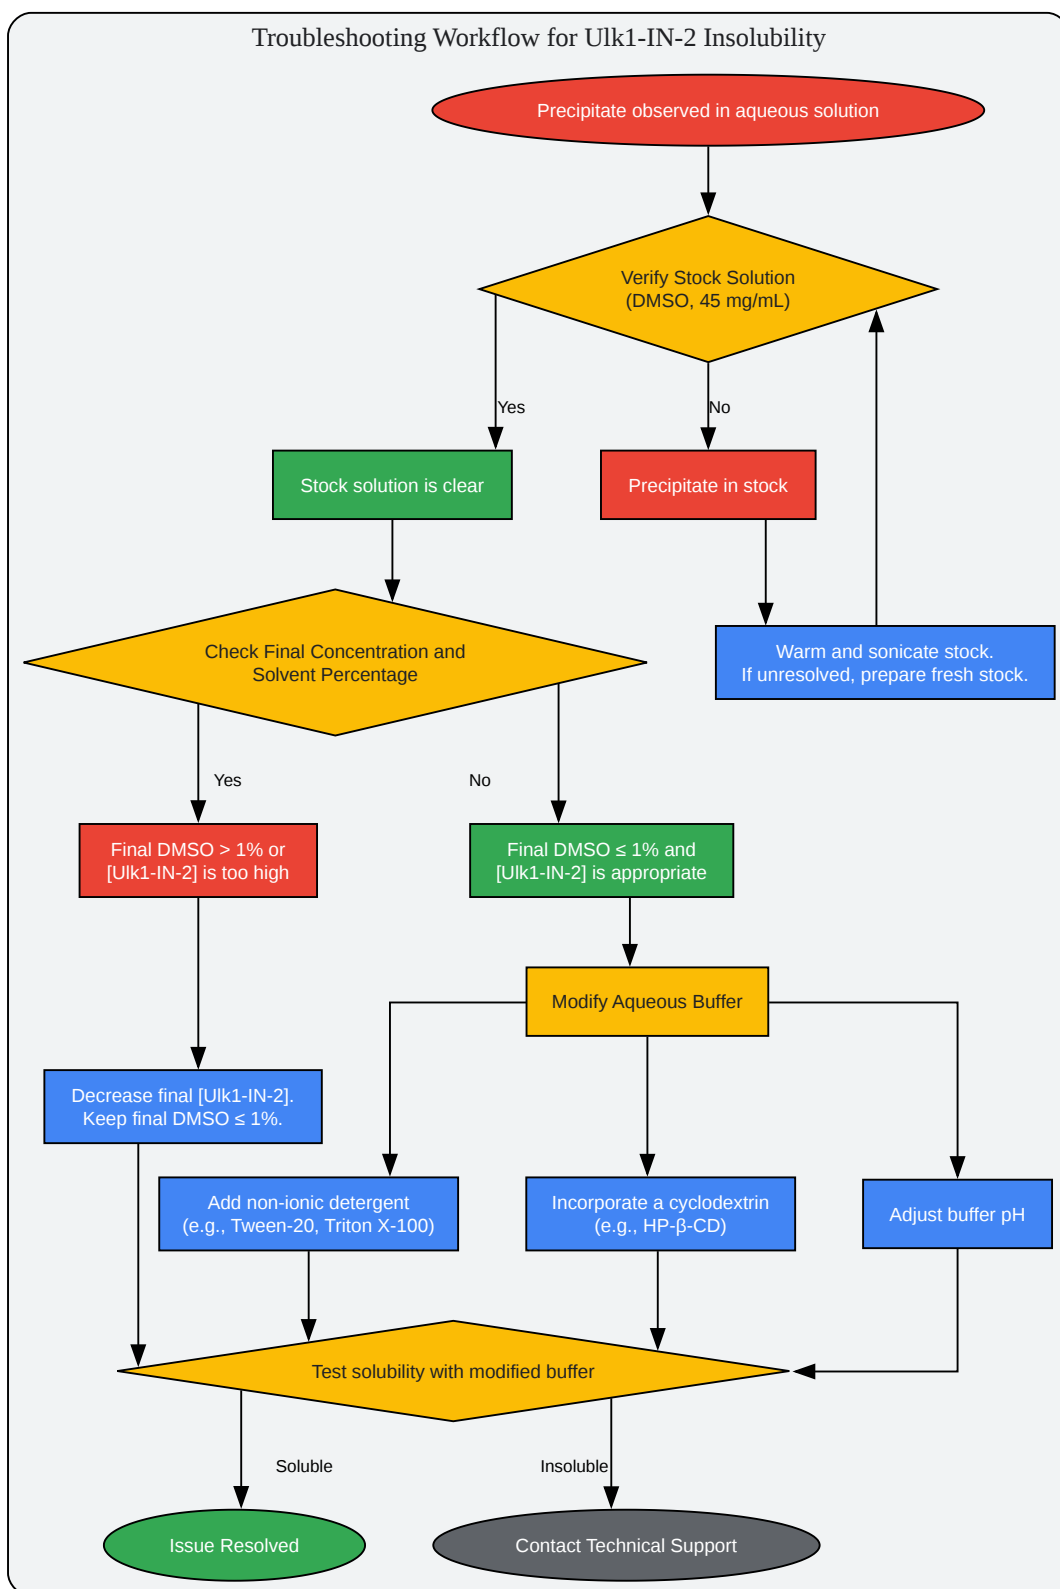 Troubleshooting Workflow for Ulk1-IN-2 Insolubility
Precipitate observed in aqueous solution
Verify Stock Solution
(DMSO, 45 mg/mL)
Yes
No
Stock solution is clear
Precipitate in stock
Check Final Concentration and
Solvent Percentage
Warm and sonicate stock.
If unresolved, prepare fresh stock.
Yes
No
Final DMSO > 1% or
[Ulk1-IN-2] is too high
Final DMSO ≤ 1% and
[Ulk1-IN-2] is appropriate
Modify Aqueous Buffer
Decrease final [Ulk1-IN-2].
Keep final DMSO ≤ 1%.
Add non-ionic detergent
(e.g., Tween-20, Triton X-100)
Incorporate a cyclodextrin
(e.g., HP-β-CD)
Adjust buffer pH
Test solubility with modified buffer
Soluble
Insoluble
Issue Resolved
Contact Technical Support